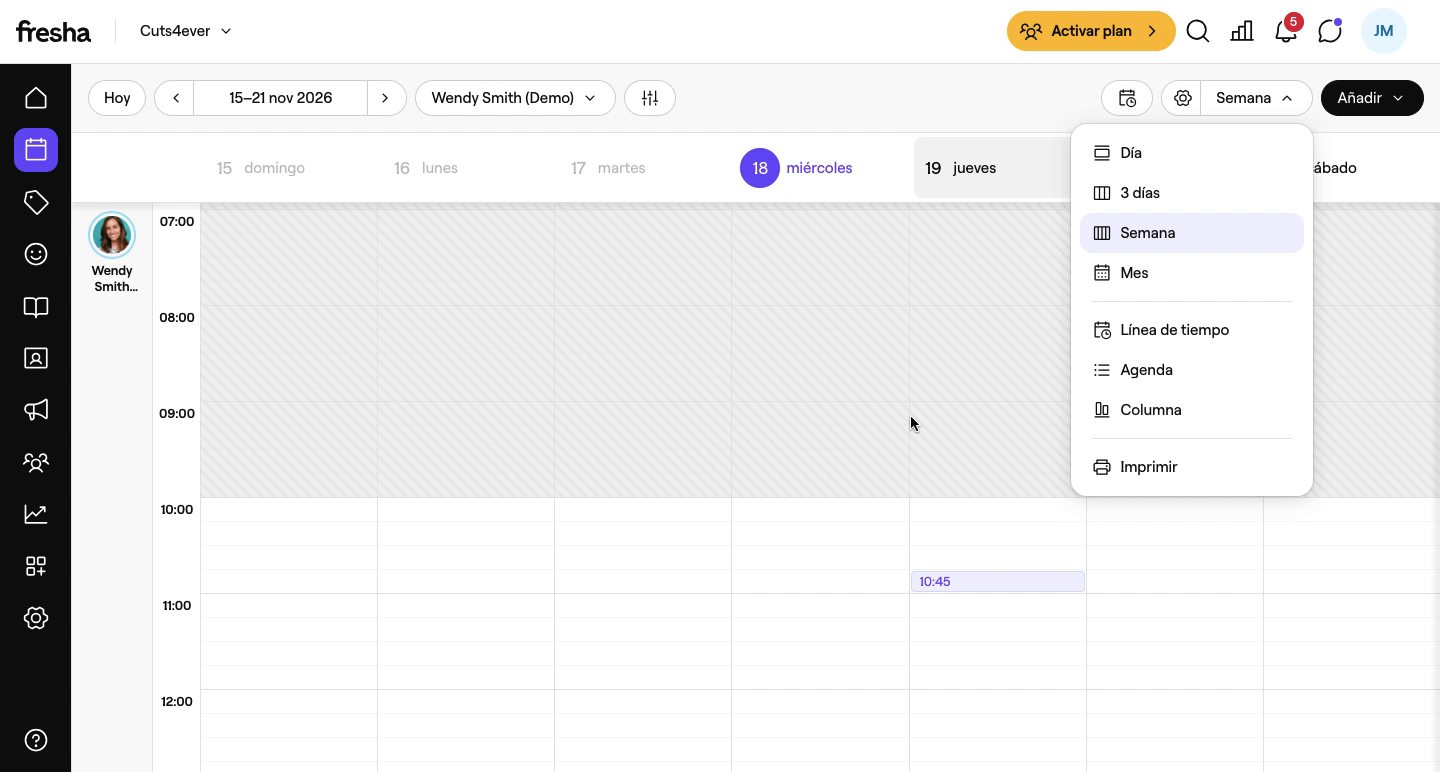 fresha
Cuts4ever
Activar plan
5
JM
Hoy
15–21 nov 2026
Wendy Smith (Demo)
Semana
Añadir
15 domingo
16 lunes
17 martes
18 miércoles
19 jueves
ábado
Día
3 días
Semana
Mes
Línea de tiempo
Agenda
Columna
Imprimir
Wendy
Smith...
07:00
08:00
09:00
10:00
10:45
11:00
12:00